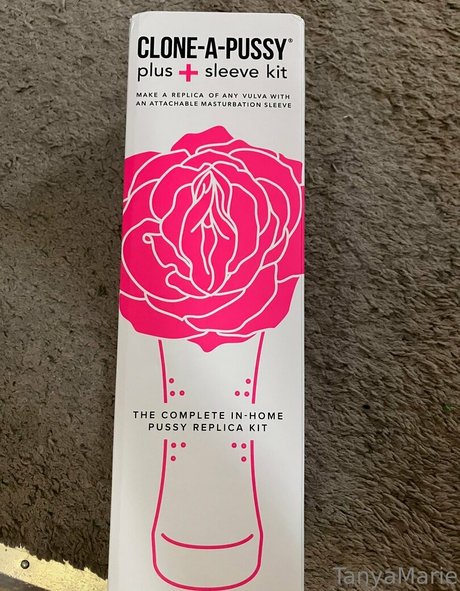 CLONE-A-PUSSY®
plus + sleeve kit
MAKE A REPLICA OF ANY VULVA WITH
AN ATTACHABLE MASTURBATION SLEEVE
THE COMPLETE IN-HOME
PUSSY REPLICA KIT
TanyaMarie